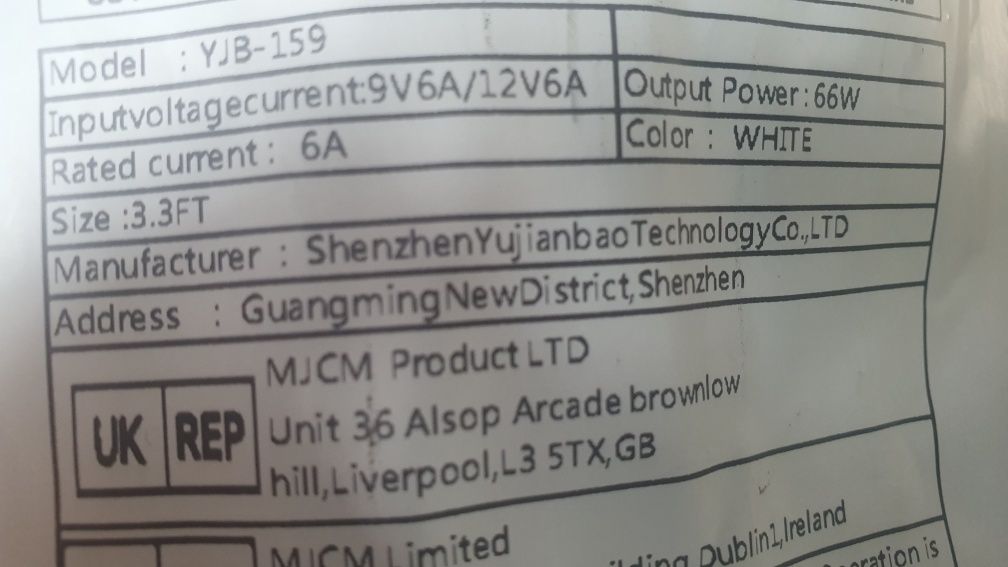 Model : YJB-159
Inputvoltagecurrent:9V6A/12V6A
Output Power:66W
Rated current: 6A
Color : WHITE
Size :3.3FT
Manufacturer : ShenzhenYujianbaoTechnologyCo.,LTD
Address : GuangmingNewDistrict,Shenzhen
UK REP
MJCM Product LTD
Unit 36 Alsop Arcade brownlow
hill,Liverpool,L3 5TX,GB
MJCM Limited
Dublin1,Ireland
is